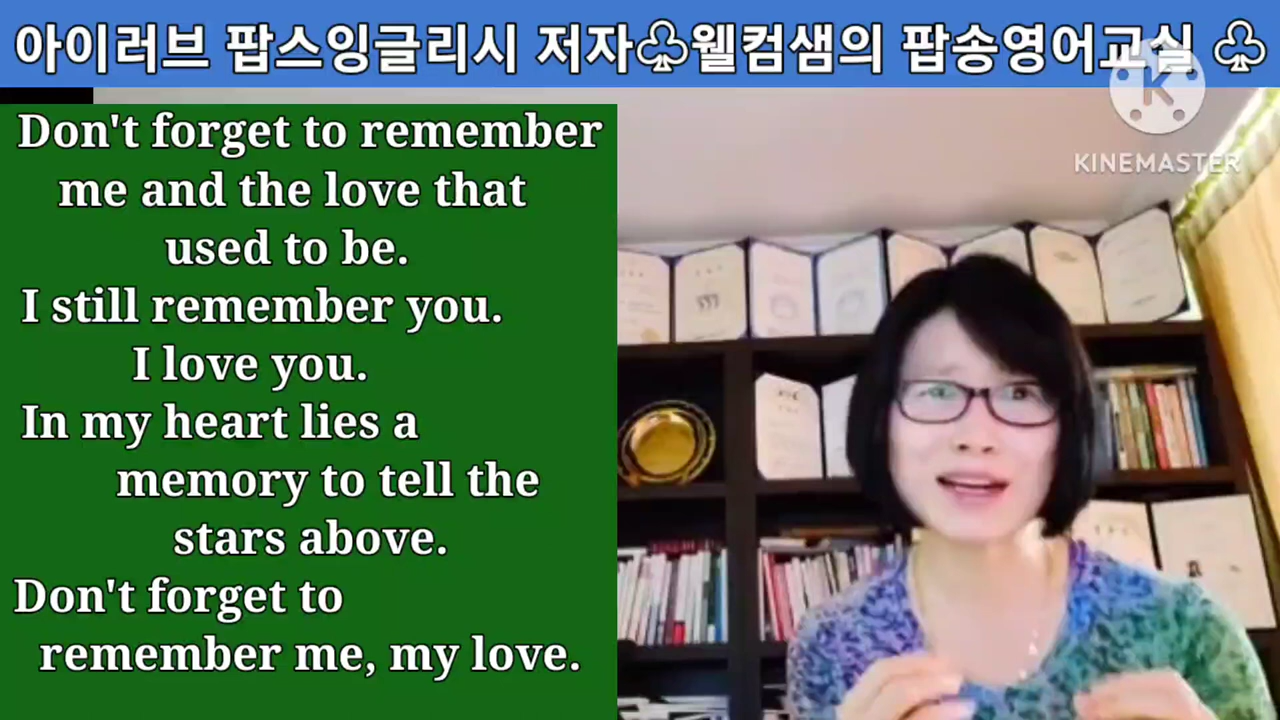 아이러브 팝스잉글리시 저자♧웰컴샘의 팝송영어교실 ♧
K
KINEMASTER
Don't forget to remember
me and the love that
used to be.
I still remember you.
I love you.
In my heart lies a
memory to tell the
stars above.
Don't forget to
remember me, my love.